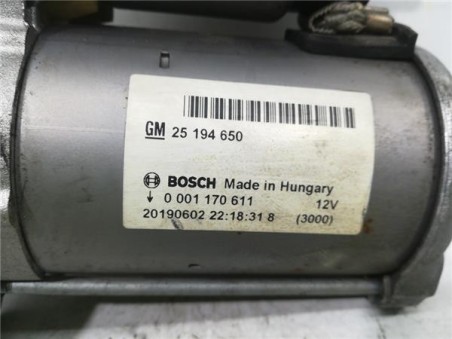 GM 25 194 650
BOSCH Made in Hungary
0 001 170 611 12V
20190602 22:18:31 8 (3000)